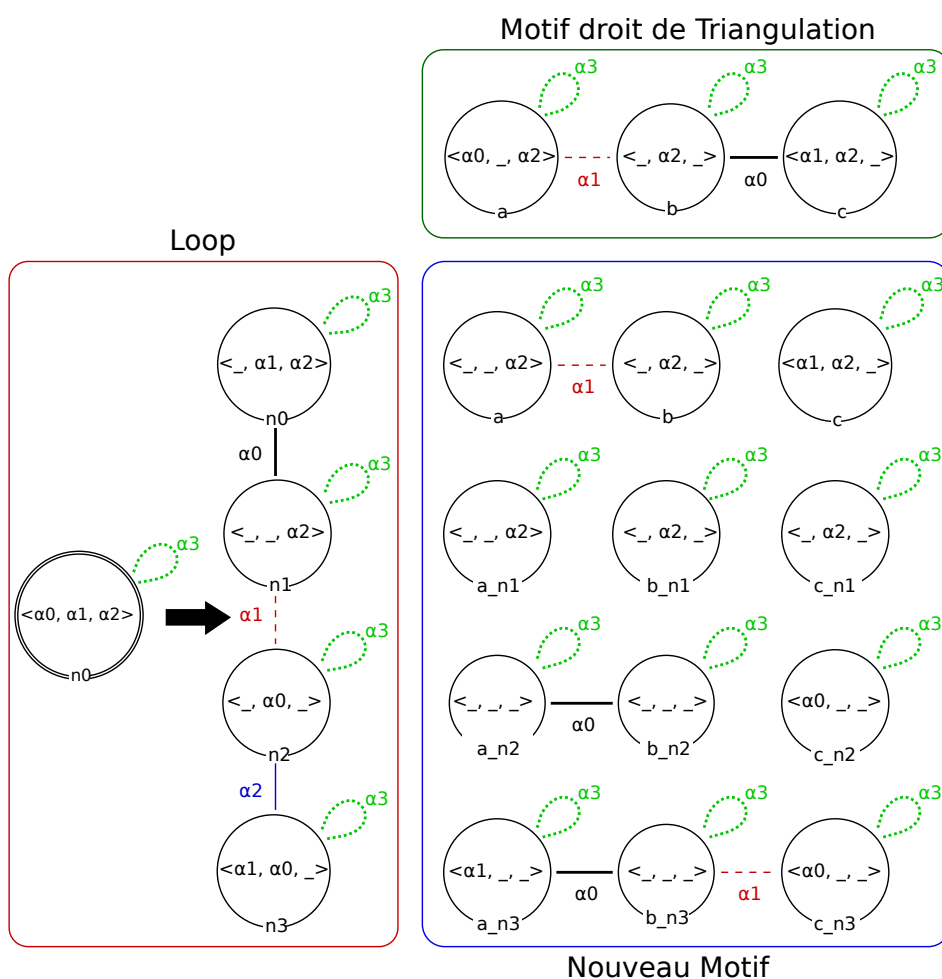 Motif droit de Triangulation
α3 α3 α3
<α0, _, α2> <_, α2, _> <α1, α2, _>
α1 α0
a b c
Loop
α3
<_, α1, α2>
n0
α0
α3
<_, _, α2>
n1
α3
<α0, α1, α2>
n0
α1
α3
<_, α0, _>
n2
α2
α3
<α1, α0, _>
n3
α3 α3 α3
<_, _, α2> <_, α2, _> <α1, α2, _>
α1
a b c
α3 α3 α3
<_, _, α2> <_, α2, _> <_, α2, _>
a_n1 b_n1 c_n1
α3 α3 α3
<_, _, _> <_, _, _> <α0, _, _>
α0
a_n2 b_n2 c_n2
α3 α3 α3
<α1, _, _> <_, _, _> <α0, _, _>
α0 α1
a_n3 b_n3 c_n3
Nouveau Motif